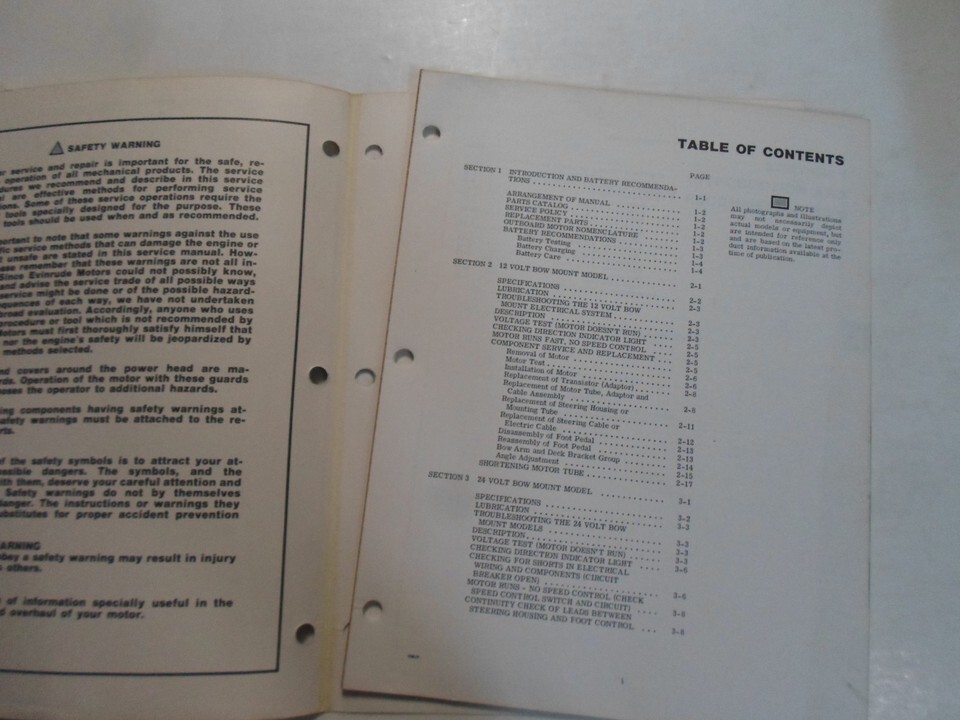 SAFETY WARNING
service and repair is important for the safe, re-
operation of all mechanical products. The service
we recommend and describe in this service
are effective methods for performing service
Some of these service operations require the
tools specially designed for the purpose. These
tools should be used when and as recommended.
important to note that some warnings against the use
service methods that can damage the engine or
unsafe are stated in this service manual. How-
remember that these warnings are not all in-
Since Evinrude Motors could not possibly know,
and advise the service trade of all possible ways
service might be done or of the possible hazard-
of each way, we have not undertaken
broad evaluation. Accordingly, anyone who uses
procedure or tool which is not recommended by
must first thoroughly satisfy himself that
nor the engine's safety will be jeopardized by
methods selected.
covers around the power head are ma-
Operation of the motor with these guards
the operator to additional hazards.
components having safety warnings at-
safety warnings must be attached to the re-
of the safety symbols is to attract your at-
possible dangers. The symbols, and the
with them, deserve your careful attention and
Safety warnings do not by themselves
danger. The instructions or warnings they
substitutes for proper accident prevention
WARNING
obey a safety warning may result in injury
others.
of information specially useful in the
overhaul of your motor.
TABLE OF CONTENTS
PAGE
SECTION 1 INTRODUCTION AND BATTERY RECOMMENDA-
TIONS 1-1
ARRANGEMENT OF MANUAL 1-2
PARTS CATALOG 1-2
SERVICE POLICY 1-2
REPLACEMENT PARTS 1-2
OUTBOARD MOTOR NOMENCLATURE 1-2
BATTERY RECOMMENDATIONS 1-3
Battery Testing 1-3
Battery Charging 1-4
Battery Care 1-4
SECTION 2 12 VOLT BOW MOUNT MODEL 2-1
SPECIFICATIONS 2-2
LUBRICATION 2-3
TROUBLESHOOTING THE 12 VOLT BOW
MOUNT ELECTRICAL SYSTEM 2-3
DESCRIPTION 2-3
VOLTAGE TEST (MOTOR DOESN'T RUN) 2-3
CHECKING DIRECTION INDICATOR LIGHT 2-5
MOTOR RUNS FAST, NO SPEED CONTROL 2-5
COMPONENT SERVICE AND REPLACEMENT 2-5
Removal of Motor 2-5
Motor Test 2-6
Installation of Motor 2-6
Replacement of Transistor (Adaptor) 2-8
Replacement of Motor Tube, Adaptor and
Cable Assembly 2-8
Replacement of Steering Housing or
Mounting Tube 2-11
Replacement of Steering Cable or
Electric Cable 2-12
Disassembly of Foot Pedal 2-13
Reassembly of Foot Pedal 2-13
Bow Arm and Deck Bracket Group 2-14
Angle Adjustment 2-15
SHORTENING MOTOR TUBE 2-17
SECTION 3 24 VOLT BOW MOUNT MODEL 3-1
SPECIFICATIONS 3-2
LUBRICATION 3-3
TROUBLESHOOTING THE 24 VOLT BOW
MOUNT MODELS 3-3
DESCRIPTION 3-3
VOLTAGE TEST (MOTOR DOESN'T RUN) 3-3
CHECKING DIRECTION INDICATOR LIGHT 3-6
CHECKING FOR SHORTS IN ELECTRICAL
WIRING AND COMPONENTS (CIRCUIT
BREAKER OPEN) 3-6
MOTOR RUNS - NO SPEED CONTROL (CHECK
SPEED CONTROL SWITCH AND CIRCUIT) 3-6
CONTINUITY CHECK OF LEADS BETWEEN
STEERING HOUSING AND FOOT CONTROL 3-6
NOTE
All photographs and illustrations
may not necessarily depict
actual models or equipment, but
are intended for reference only
and are based on the latest pro-
duct information available at the
time of publication.
1